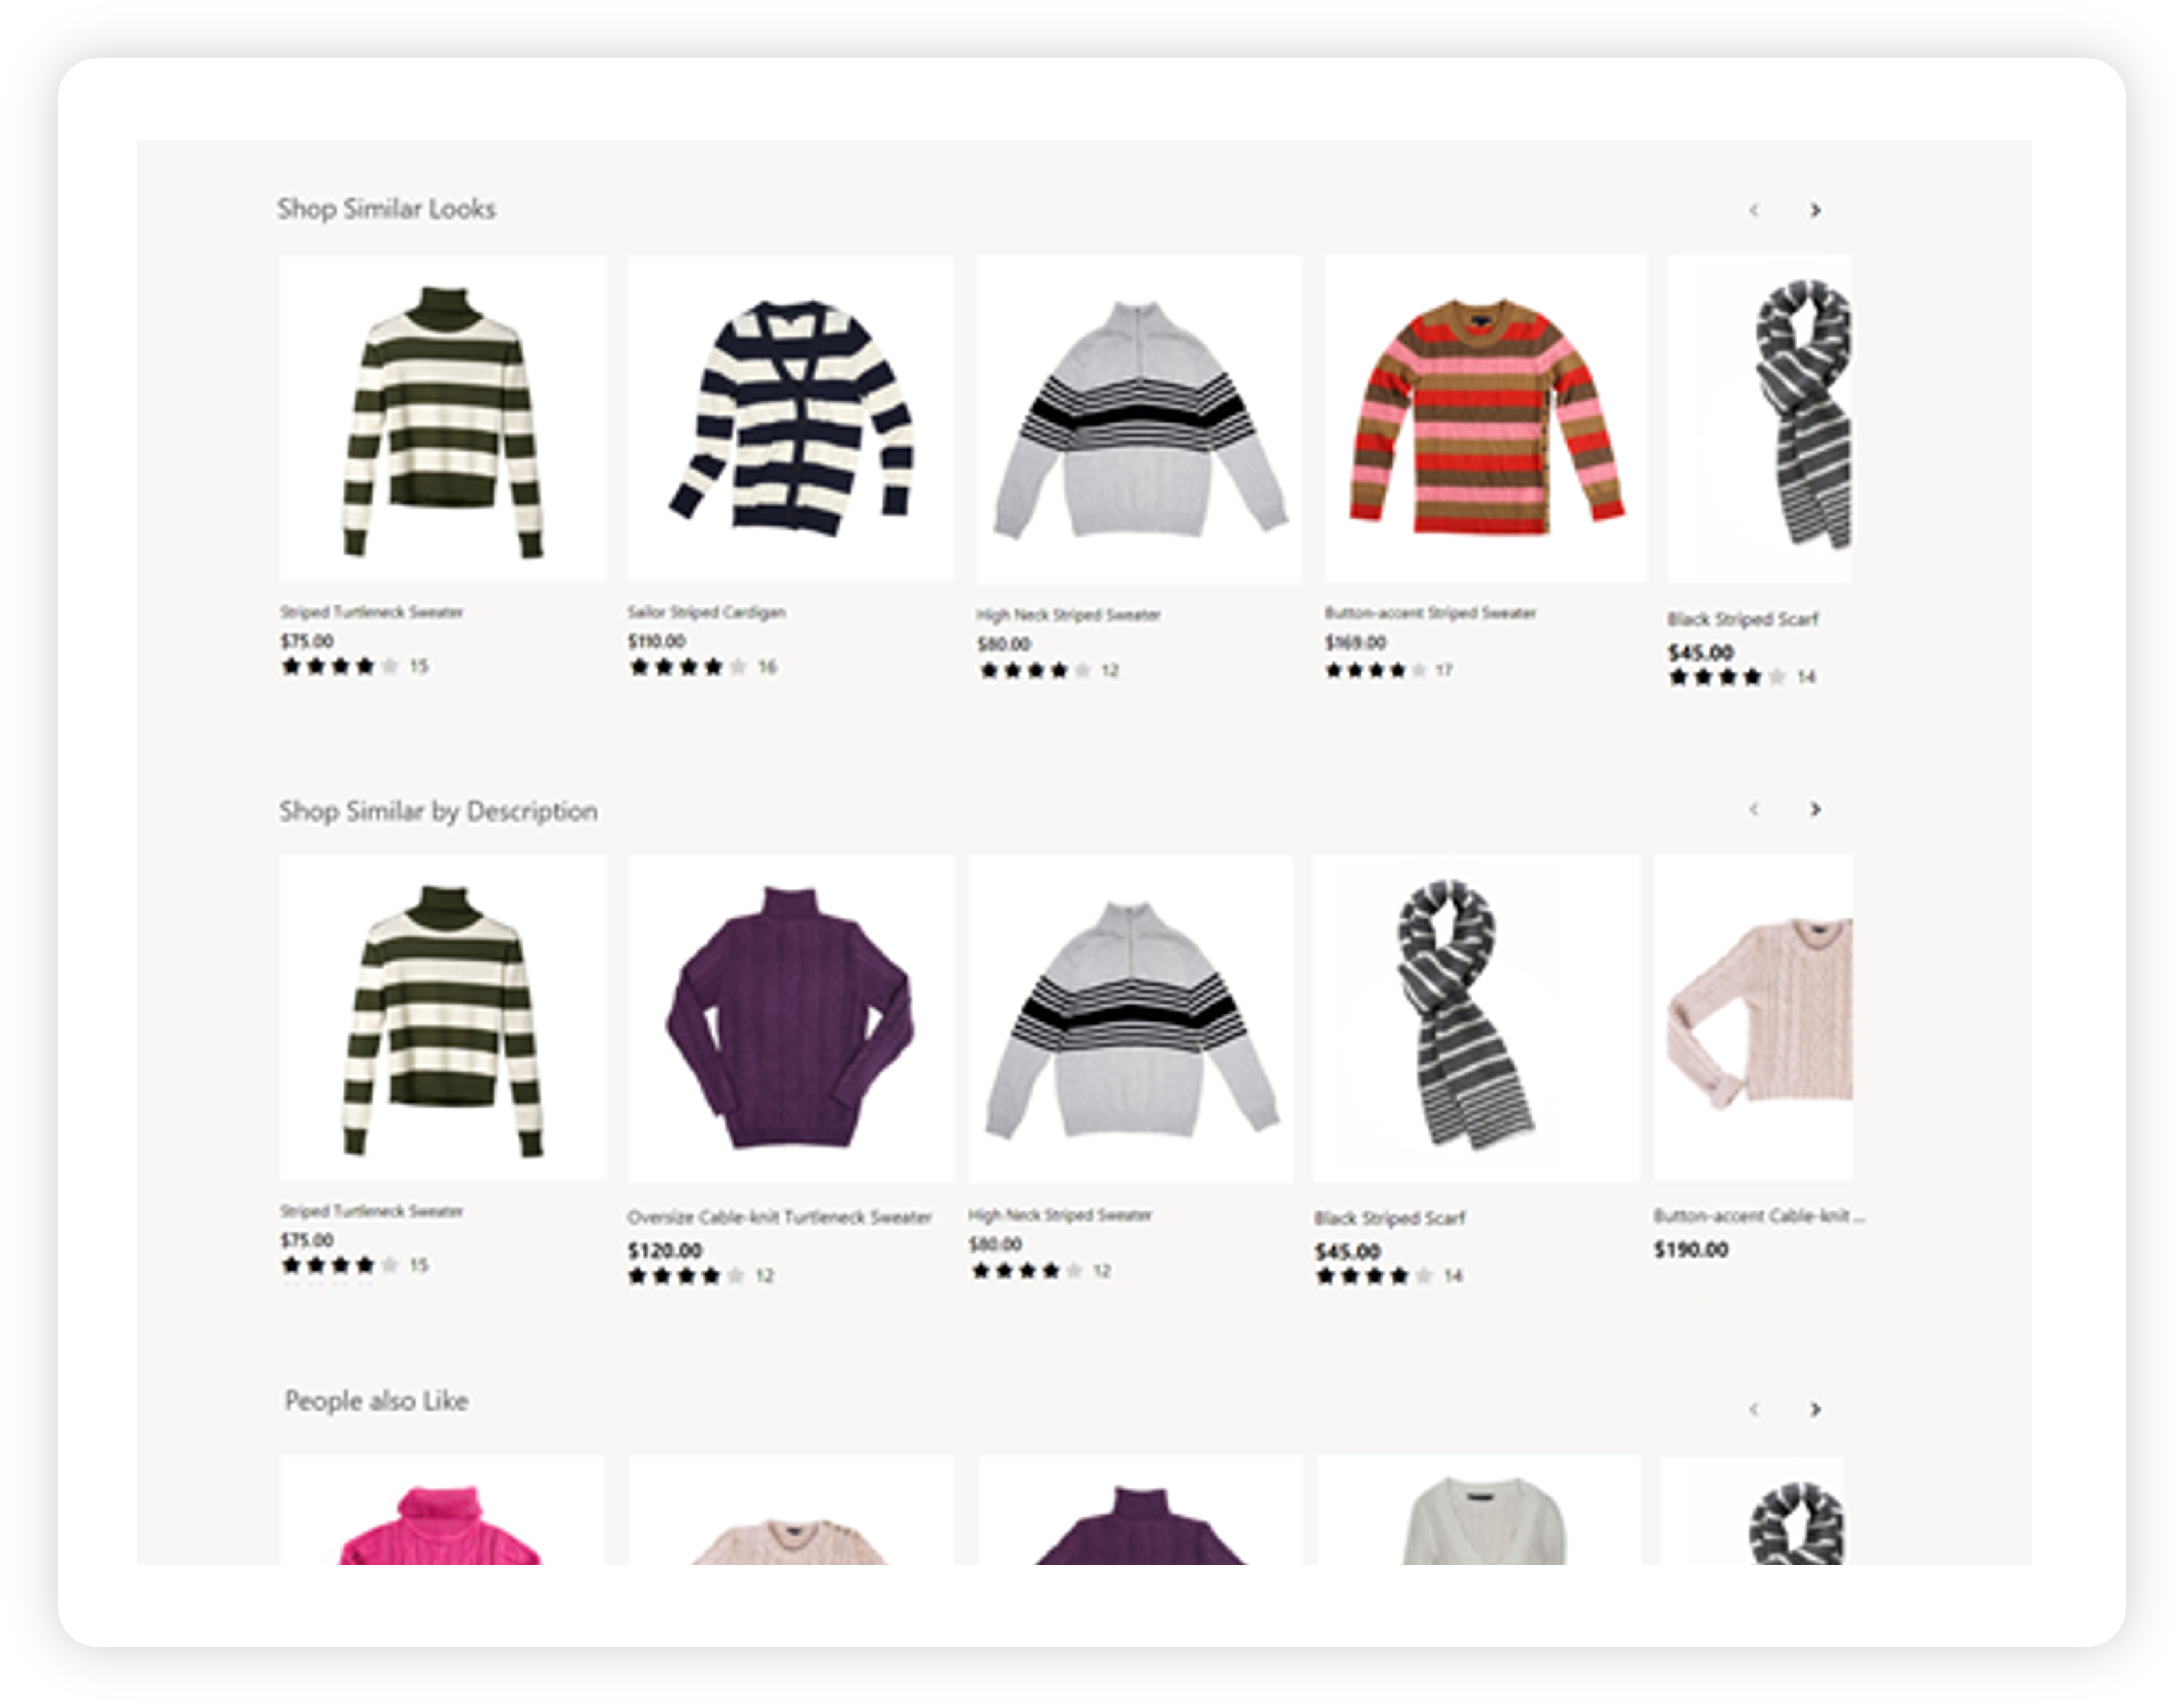 Shop Similar Looks
Striped Turtleneck Sweater
$75.00
15
Sailor Striped Cardigan
$110.00
16
High Neck Striped Sweater
$80.00
12
Button-accent Striped Sweater
$169.00
17
Black Striped Scarf
$45.00
14
Shop Similar by Description
Striped Turtleneck Sweater
$75.00
15
Oversize Cable-knit Turtleneck Sweater
$120.00
12
High Neck Striped Sweater
$80.00
12
Black Striped Scarf
$45.00
14
Button-accent Cable-knit ...
$190.00
People also Like